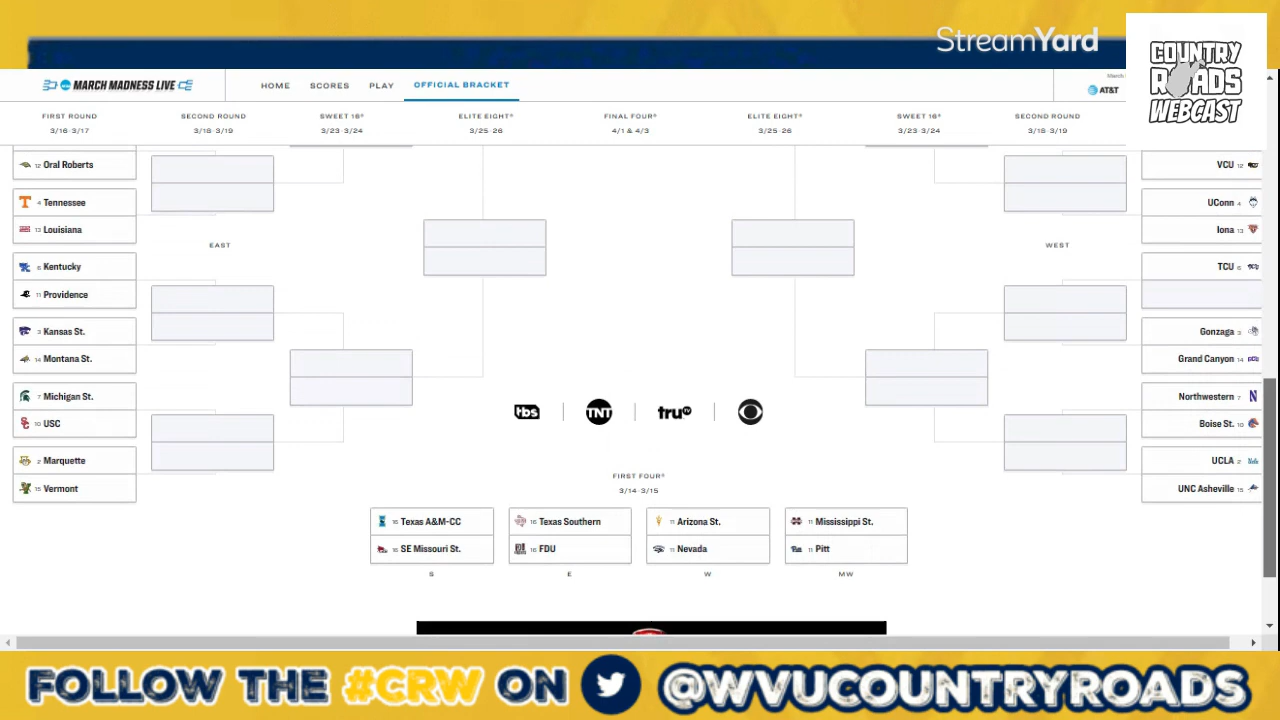 StreamYard
COUNTRY
ROADS
WEBCAST
MARCH MADNESS LIVE
HOME
SCORES
PLAY
OFFICIAL BRACKET
March
AT&T
FIRST ROUND
3/16-3/17
SECOND ROUND
3/18-3/19
SWEET 16®
3/23-3/24
ELITE EIGHT®
3/25-26
FINAL FOUR®
4/1 & 4/3
ELITE EIGHT®
3/25-26
SWEET 16®
3/23-3/24
SECOND ROUND
3/18-3/19
12 Oral Roberts
4 Tennessee
13 Louisiana
EAST
6 Kentucky
11 Providence
3 Kansas St.
14 Montana St.
7 Michigan St.
10 USC
2 Marquette
15 Vermont
VCU 12
UConn 4
Iona 13
WEST
TCU 6
Gonzaga 3
Grand Canyon 14
Northwestern 7
Boise St. 10
UCLA 2
UNC Asheville 15
tbs
TNT
truTV
FIRST FOUR®
3/14-3/15
16 Texas A&M-CC
16 SE Missouri St.
S
16 Texas Southern
16 FDU
E
11 Arizona St.
11 Nevada
W
11 Mississippi St.
11 Pitt
MW
FOLLOW THE #CRW ON @WVUCOUNTRYROADS